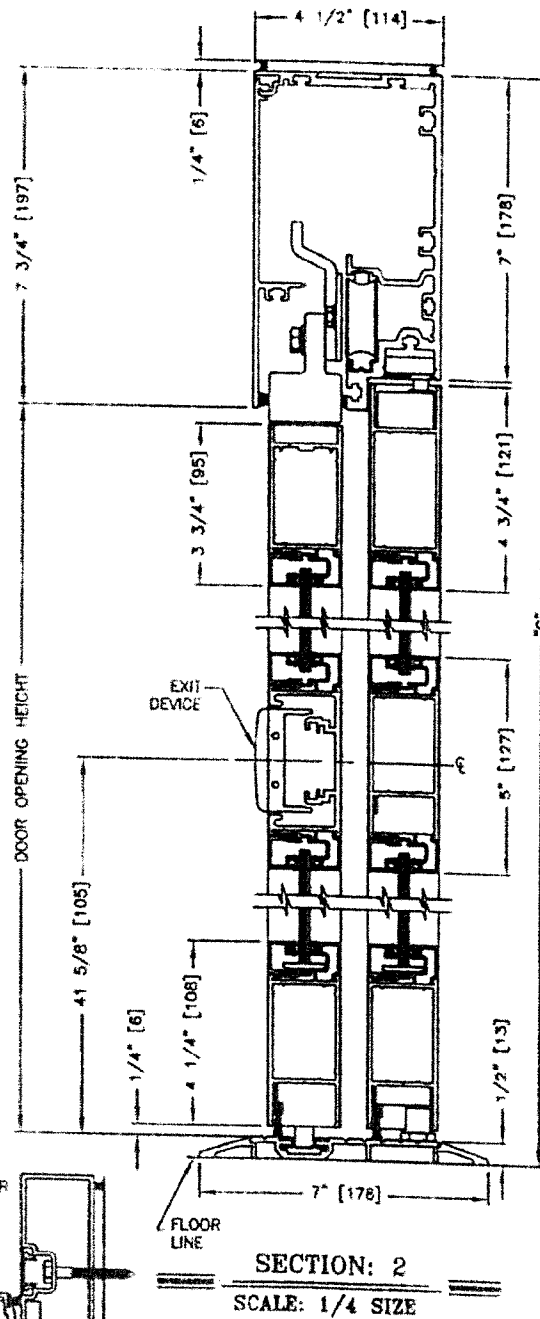 4 1/2" [114]
1/4" [6]
7 3/4" [197]
7" [178]
3 3/4" [95]
4 3/4" [121]
EXIT
DEVICE
DOOR OPENING HEIGHT
5" [127]
41 5/8" [105]
4 1/4" [108]
1/4" [6]
1/2" [13]
7" [178]
FLOOR
LINE
R
SECTION: 2
SCALE: 1/4 SIZE